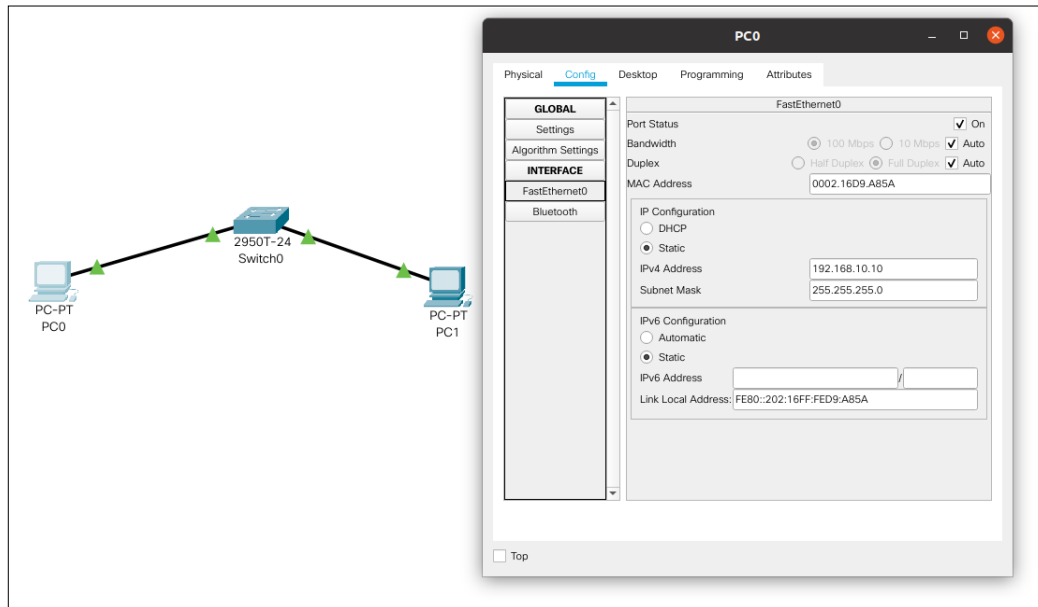 2950T-24
Switch0
PC-PT
PC0
PC-PT
PC1
PC0
Physical Config Desktop Programming Attributes
GLOBAL
Settings
Algorithm Settings
INTERFACE
FastEthernet0
Bluetooth
FastEthernet0
Port Status On
Bandwidth 100 Mbps 10 Mbps Auto
Duplex Half Duplex Full Duplex Auto
MAC Address 0002.16D9.A85A
IP Configuration
DHCP
Static
IPv4 Address 192.168.10.10
Subnet Mask 255.255.255.0
IPv6 Configuration
Automatic
Static
IPv6 Address /
Link Local Address: FE80::202:16FF:FED9:A85A
Top